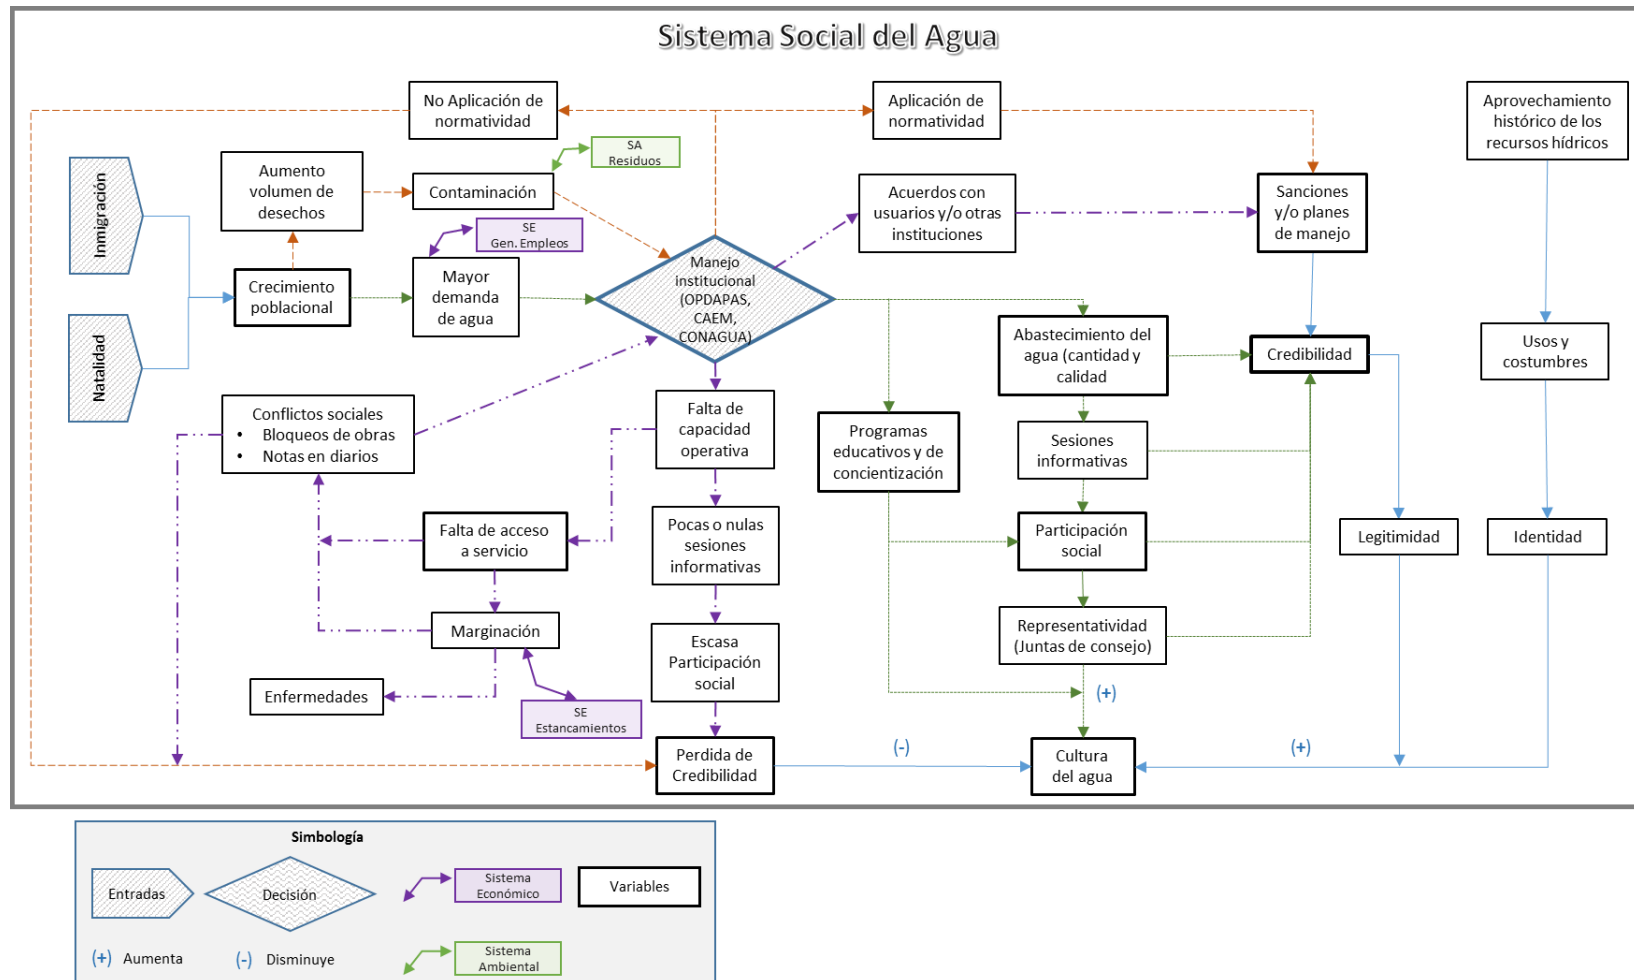 Sistema Social del Agua
No Aplicación de
normatividad
Aplicación de
normatividad
Aprovechamiento
histórico de los
recursos hídricos
SA
Residuos
Inmigración
Aumento
volumen de
desechos
Contaminación
Acuerdos con
usuarios y/o otras
instituciones
Sanciones
y/o planes
de manejo
SE
Gen. Empleos
Crecimiento
poblacional
Mayor
demanda
de agua
Manejo
institucional
(OPDAPAS,
CAEM,
CONAGUA)
Natalidad
Abastecimiento del
agua (cantidad y
calidad
Credibilidad
Usos y
costumbres
Conflictos sociales
• Bloqueos de obras
• Notas en diarios
Falta de
capacidad
operativa
Programas
educativos y de
concientización
Sesiones
informativas
Falta de acceso
a servicio
Pocas o nulas
sesiones
informativas
Participación
social
Legitimidad
Identidad
Marginación
Escasa
Participación
social
Representatividad
(Juntas de consejo)
Enfermedades
SE
Estancamientos
(+)
Perdida de
Credibilidad
(-)
Cultura
del agua
(+)
Simbología
Entradas
Decisión
Sistema
Económico
Variables
(+) Aumenta
(-) Disminuye
Sistema
Ambiental